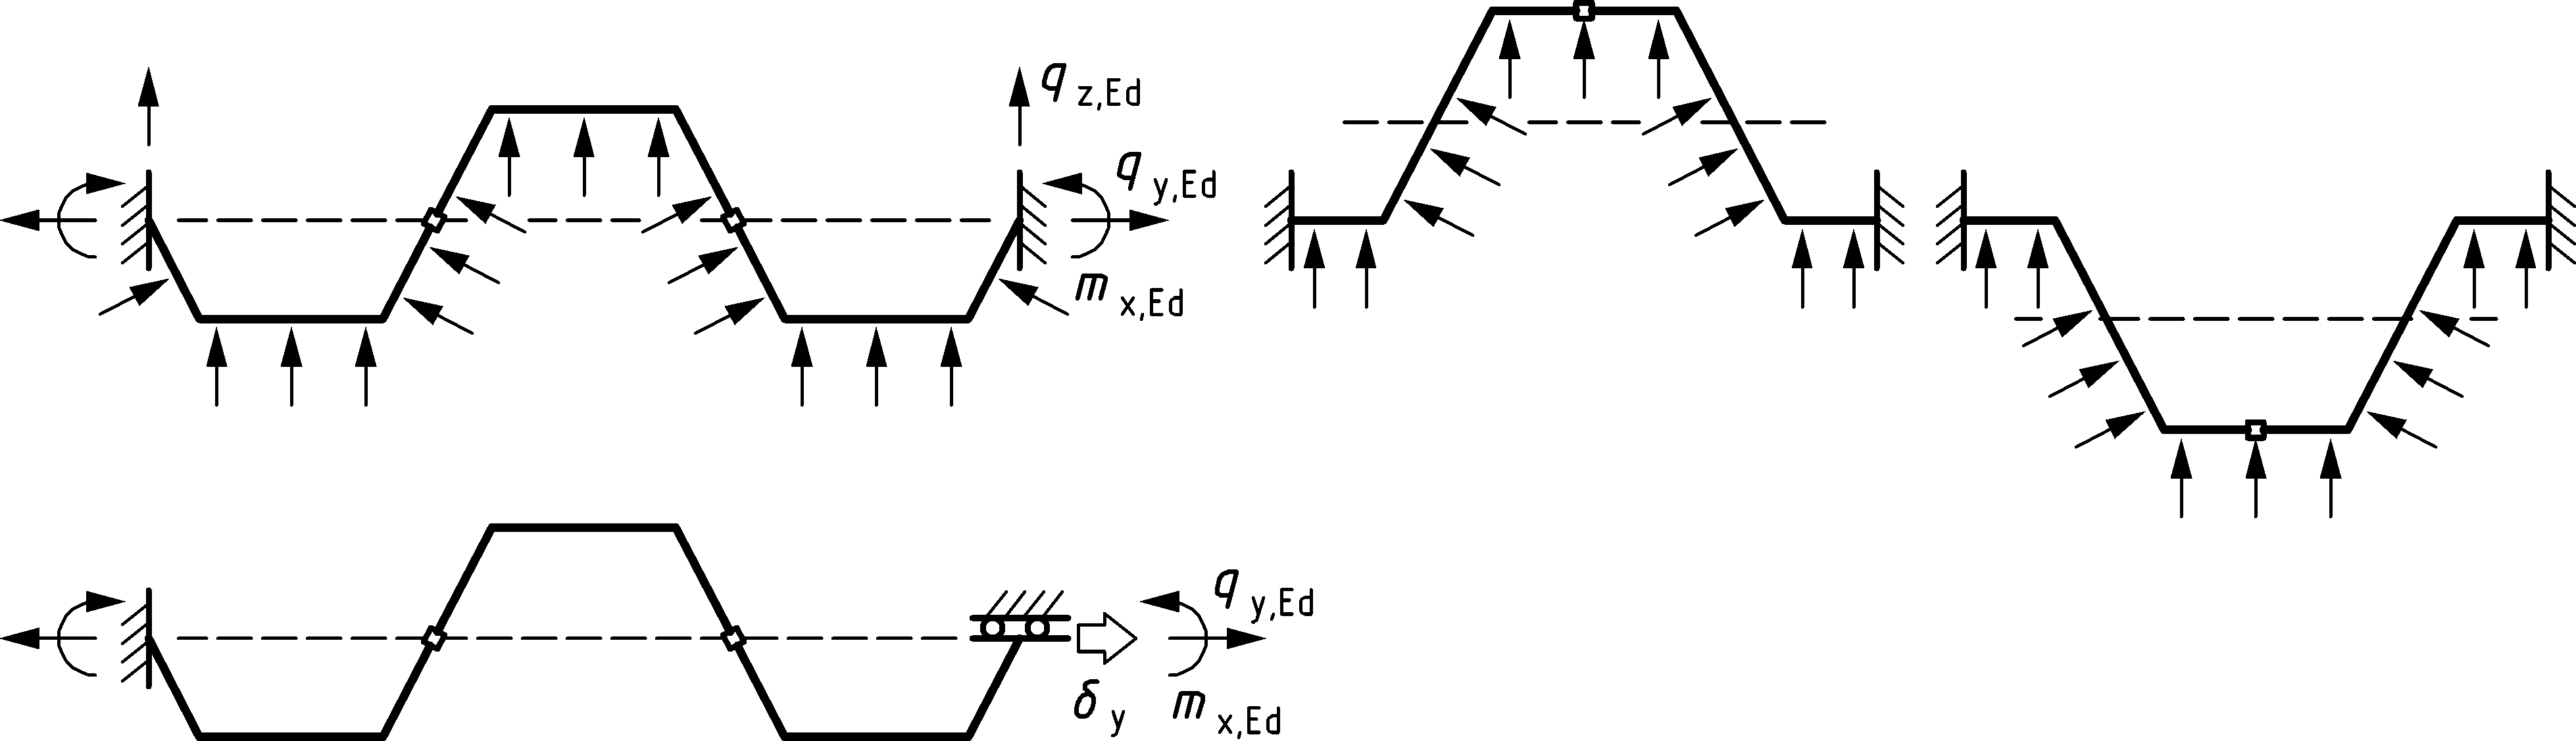 q z,Ed
q y,Ed
m x,Ed
q y,Ed
δ y
m x,Ed